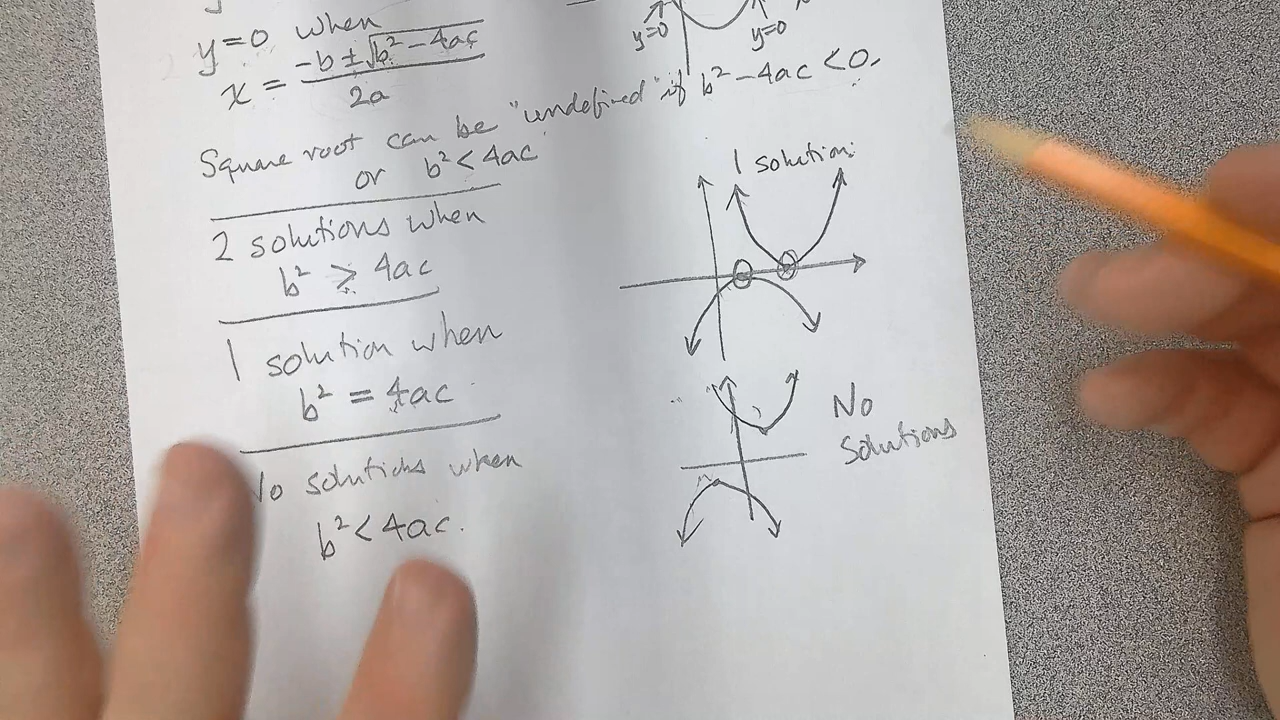 y=0 when
x = -b ± √b² - 4ac / 2a
Square root can be "undefined" if b² - 4ac < 0.
or b² < 4ac
2 solutions when
b² > 4ac
1 solution when
b² = 4ac
No solutions when
b² < 4ac.
y=0 y=0
1 solution:
No
Solutions